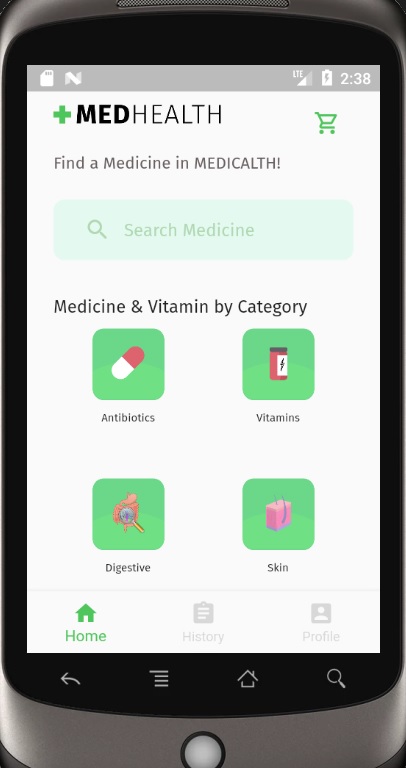 LTE 2:38
MEDHEALTH
Find a Medicine in MEDICALTH!
Search Medicine
Medicine & Vitamin by Category
Antibiotics Vitamins
Digestive Skin
Home History Profile